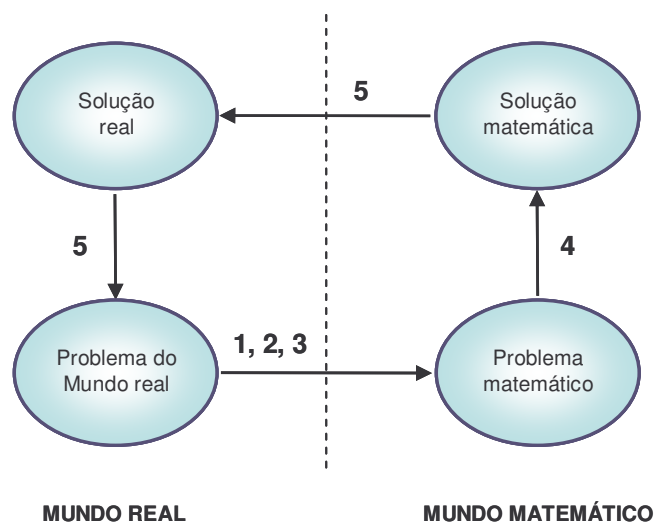 5
Solução
real
Solução
matemática
5
4
1, 2, 3
Problema do
Mundo real
Problema
matemático
MUNDO REAL
MUNDO MATEMÁTICO